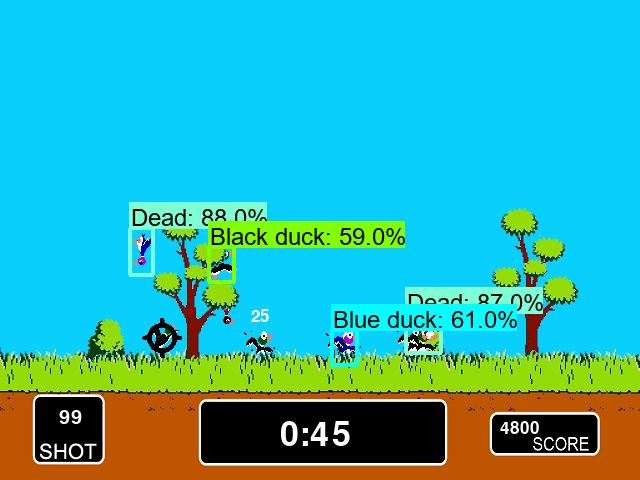 Dead: 88.0%
Black duck: 59.0%
Dead: 87.0%
25
Blue duck: 61.0%
99
SHOT
0:45
4800
SCORE